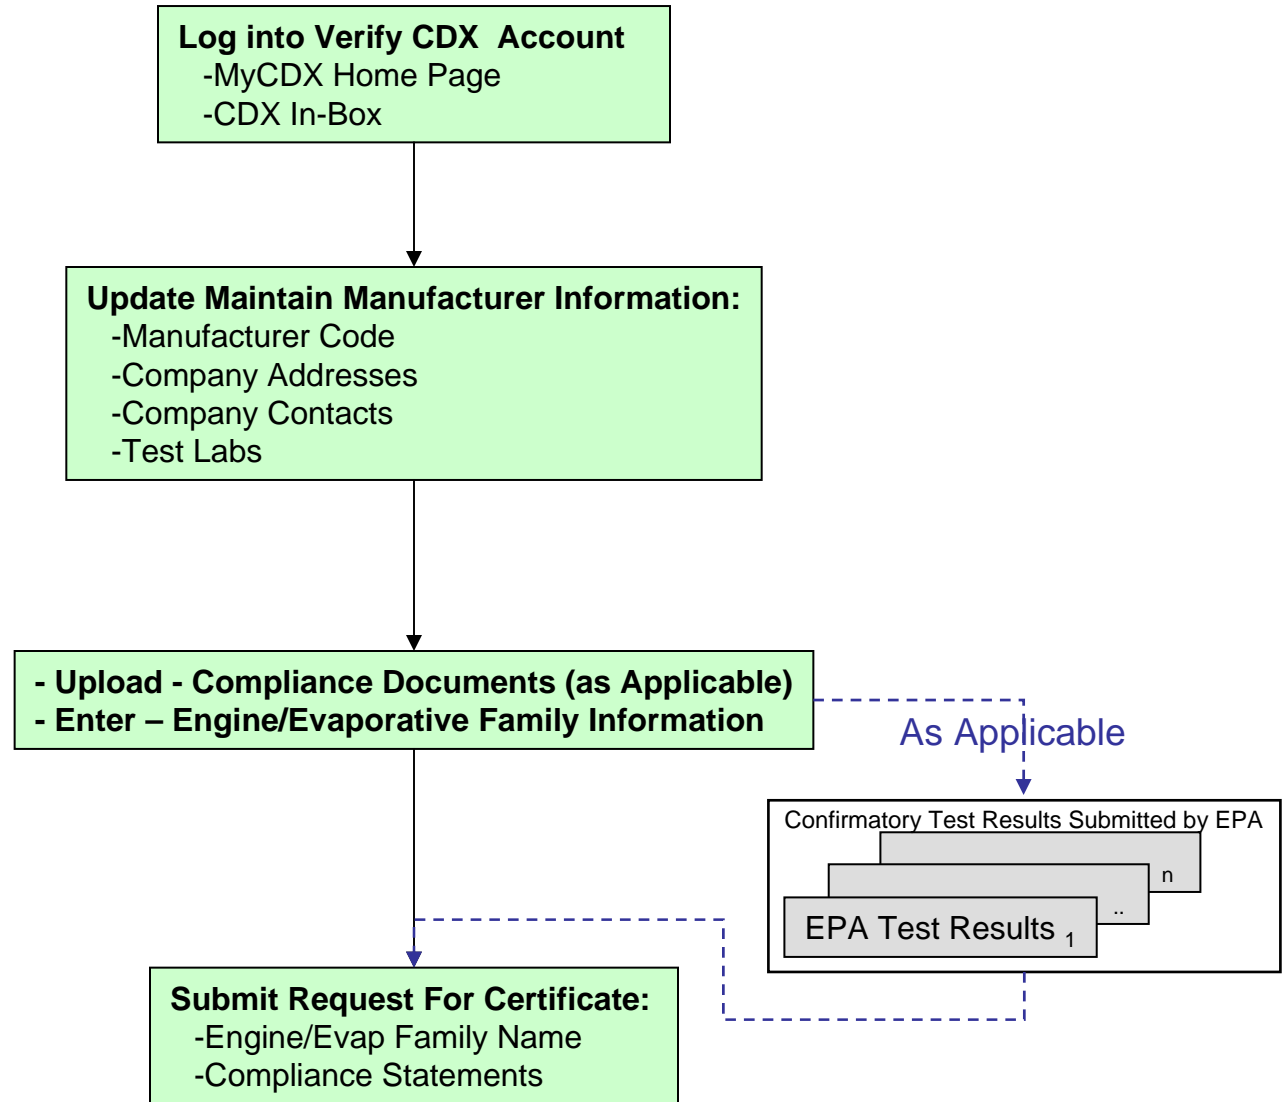 Log into Verify CDX  Account
-MyCDX Home Page
-CDX In-Box
Update Maintain Manufacturer Information:
-Manufacturer Code
-Company Addresses
-Company Contacts
-Test Labs
- Upload - Compliance Documents (as Applicable)
- Enter – Engine/Evaporative Family Information
As Applicable
Confirmatory Test Results Submitted by EPA
n
..
EPA Test Results 1
Submit Request For Certificate:
-Engine/Evap Family Name
-Compliance Statements